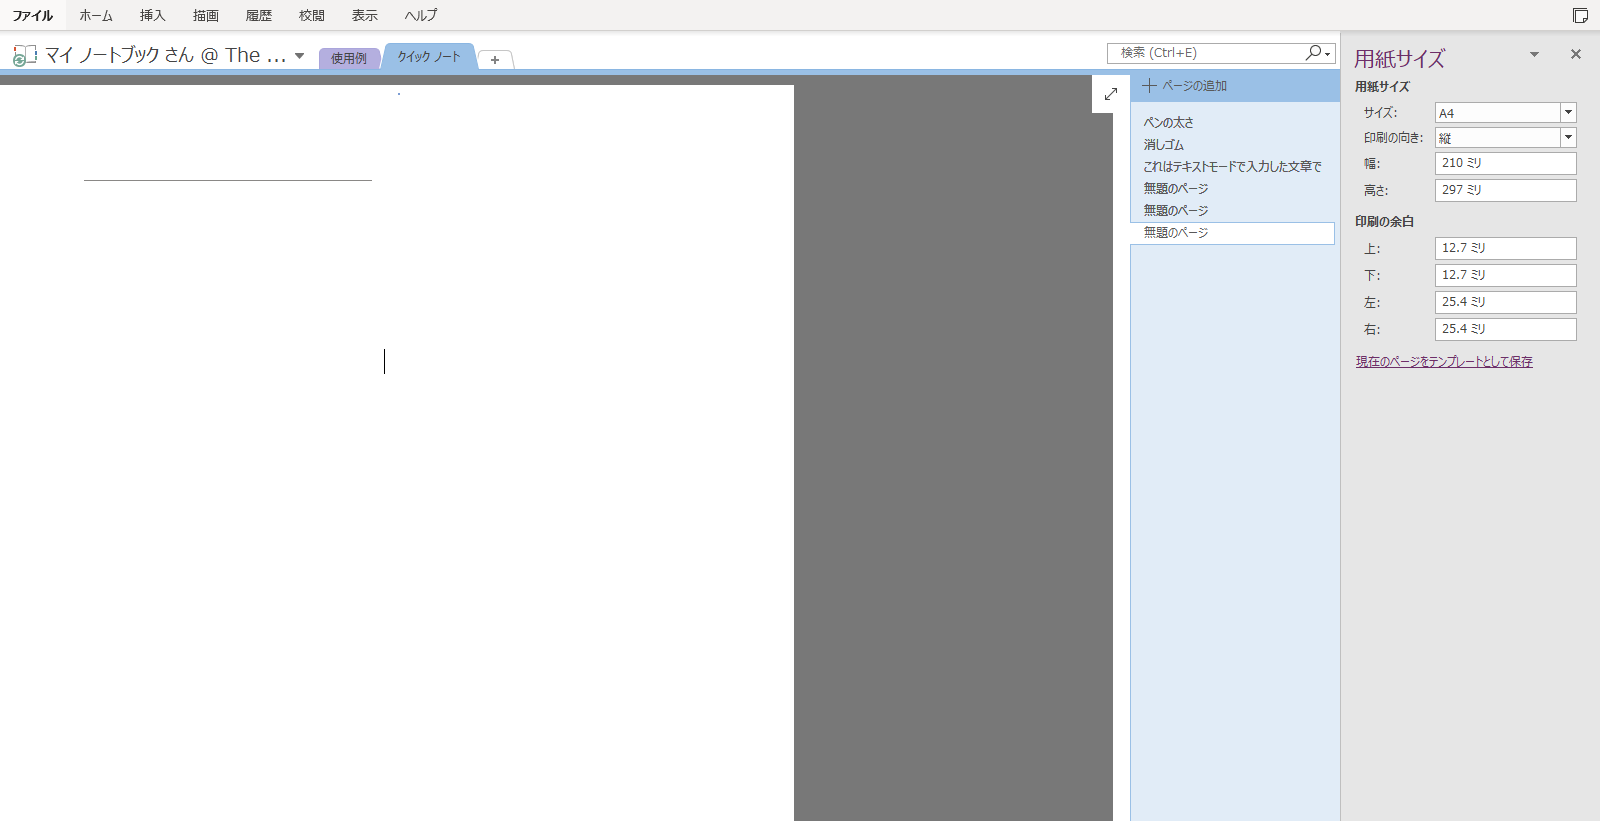 ファイル ホーム 挿入 描画 履歴 校閲 表示 ヘルプ
マイ ノートブック さん @ The ... 使用例 クイック ノート +
検索 (Ctrl+E)
ページの追加
ペンの太さ
消しゴム
これはテキストモードで入力した文章で
無題のページ
無題のページ
無題のページ
用紙サイズ
用紙サイズ
サイズ: A4
印刷の向き: 縦
幅: 210 ミリ
高さ: 297 ミリ
印刷の余白
上: 12.7 ミリ
下: 12.7 ミリ
左: 25.4 ミリ
右: 25.4 ミリ
現在のページをテンプレートとして保存